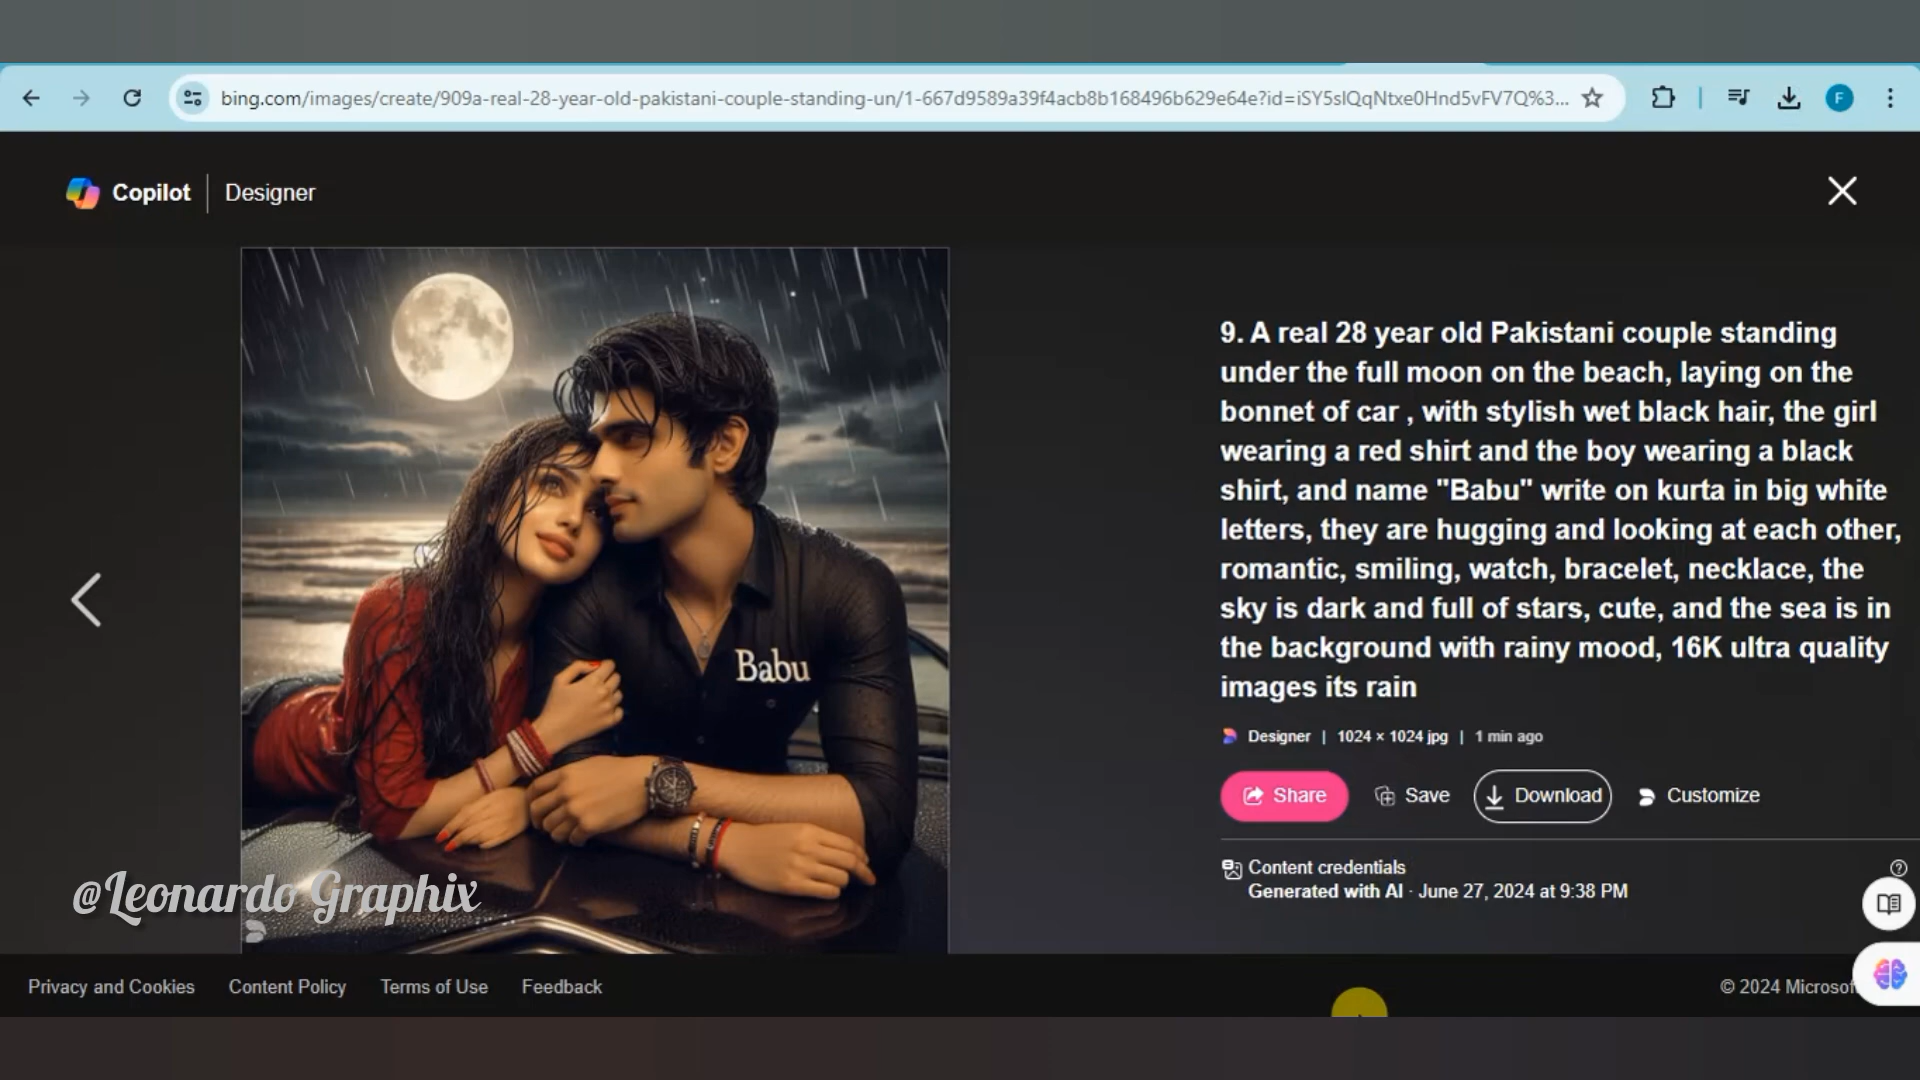 bing.com/images/create/909a-real-28-year-old-pakistani-couple-standing-un/1-667d9589a39f4acb8b168496b629e64e?id=iSY5slQqNtxe0Hnd5vFV7Q%3...
F
Copilot | Designer
9. A real 28 year old Pakistani couple standing
under the full moon on the beach, laying on the
bonnet of car , with stylish wet black hair, the girl
wearing a red shirt and the boy wearing a black
shirt, and name "Babu" write on kurta in big white
letters, they are hugging and looking at each other,
romantic, smiling, watch, bracelet, necklace, the
sky is dark and full of stars, cute, and the sea is in
the background with rainy mood, 16K ultra quality
images its rain
Babu
Designer | 1024 × 1024 jpg | 1 min ago
Share Save Download Customize
Content credentials
Generated with AI · June 27, 2024 at 9:38 PM
@Leonardo Graphix
Privacy and Cookies Content Policy Terms of Use Feedback
© 2024 Microsof